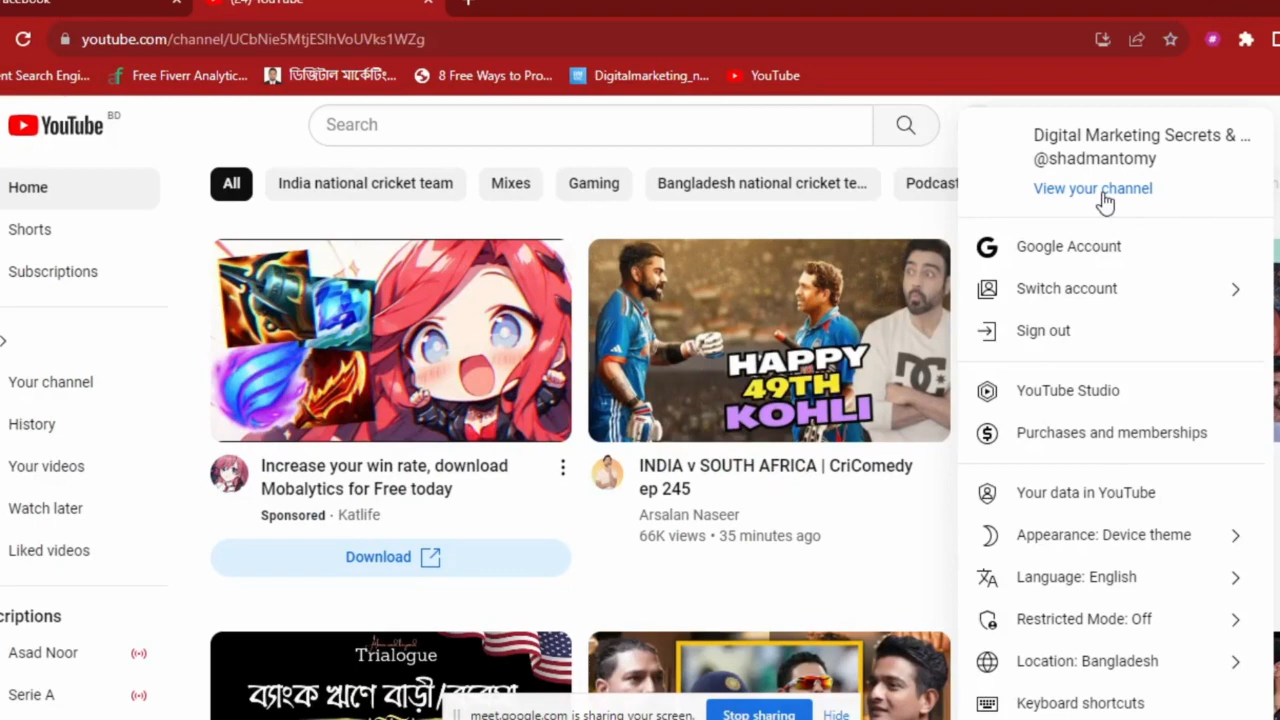 (24) YouTube
youtube.com/channel/UCbNie5MtjESIhVoUVks1WZg
ent Search Engi...
Free Fiverr Analytic...
ডিজিটাল মার্কেটিং...
8 Free Ways to Pro...
Digitalmarketing_n...
YouTube
YouTube
BD
Search
Home
Shorts
Subscriptions
Your channel
History
Your videos
Watch later
Liked videos
criptions
Asad Noor
Serie A
All
India national cricket team
Mixes
Gaming
Bangladesh national cricket te...
Podcast
Increase your win rate, download
Mobalytics for Free today
Sponsored · Katlife
Download
HAPPY
49TH
KOHLI
INDIA v SOUTH AFRICA | CriComedy
ep 245
Arsalan Naseer
66K views • 35 minutes ago
Trialogue
ব্যাংক ঋণে বাড়ী/ব্যবসা
meet.google.com is sharing your screen.
Stop sharing
Hide
Digital Marketing Secrets & ...
@shadmantomy
View your channel
Google Account
Switch account
Sign out
YouTube Studio
Purchases and memberships
Your data in YouTube
Appearance: Device theme
Language: English
Restricted Mode: Off
Location: Bangladesh
Keyboard shortcuts